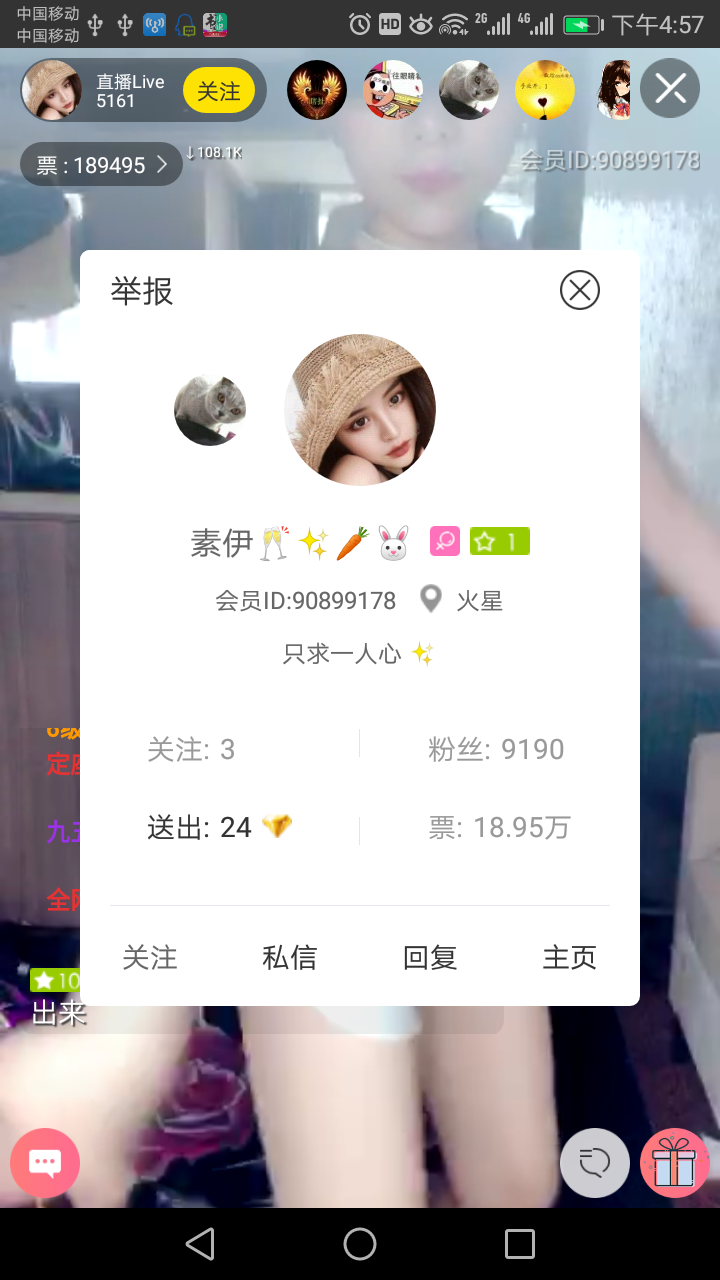 中国移动
中国移动
HD 2G 4G 下午4:57
直播Live
5161
关注
票 : 189495
↓108.1K
会员ID:90899178
举报
素伊🥂✨🥕🐰 1
会员ID:90899178 火星
只求一人心 ✨
关注: 3 粉丝: 9190
送出: 24 票: 18.95万
定
九
全
10
关注 私信 回复 主页
出来